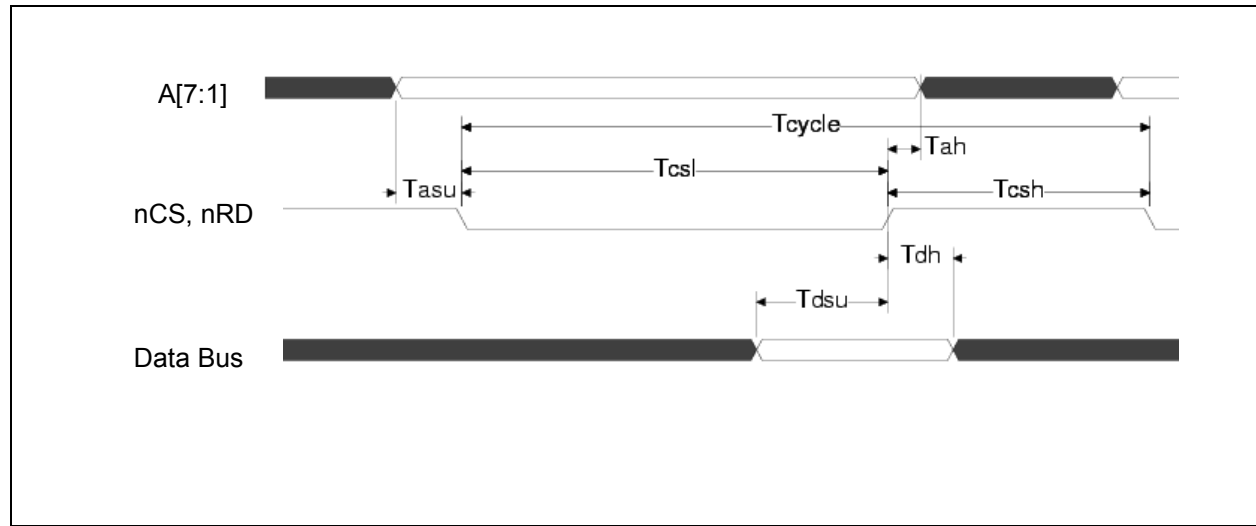 A[7:1]
Tcycle
Tah
Tcsl
Tasu
Tcsh
nCS, nRD
Tdh
Tdsu
Data Bus